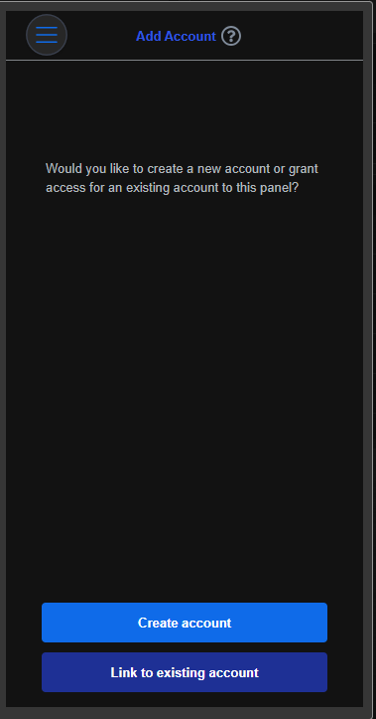 Add Account ?
Would you like to create a new account or grant
access for an existing account to this panel?
Create account
Link to existing account